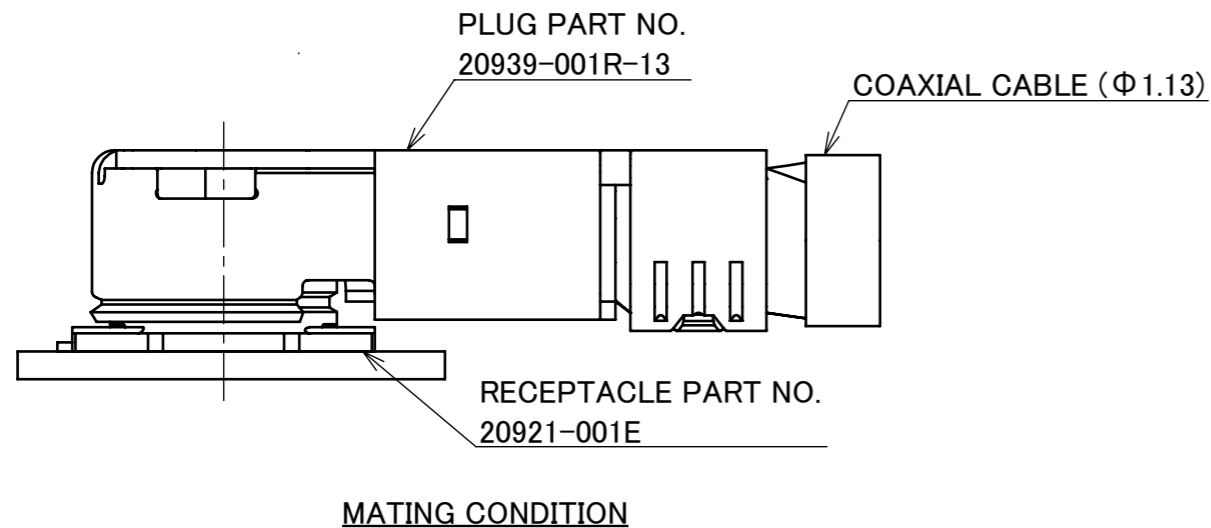 PLUG PART NO.
20939-001R-13
COAXIAL CABLE (Φ1.13)
RECEPTACLE PART NO.
20921-001E
MATING CONDITION